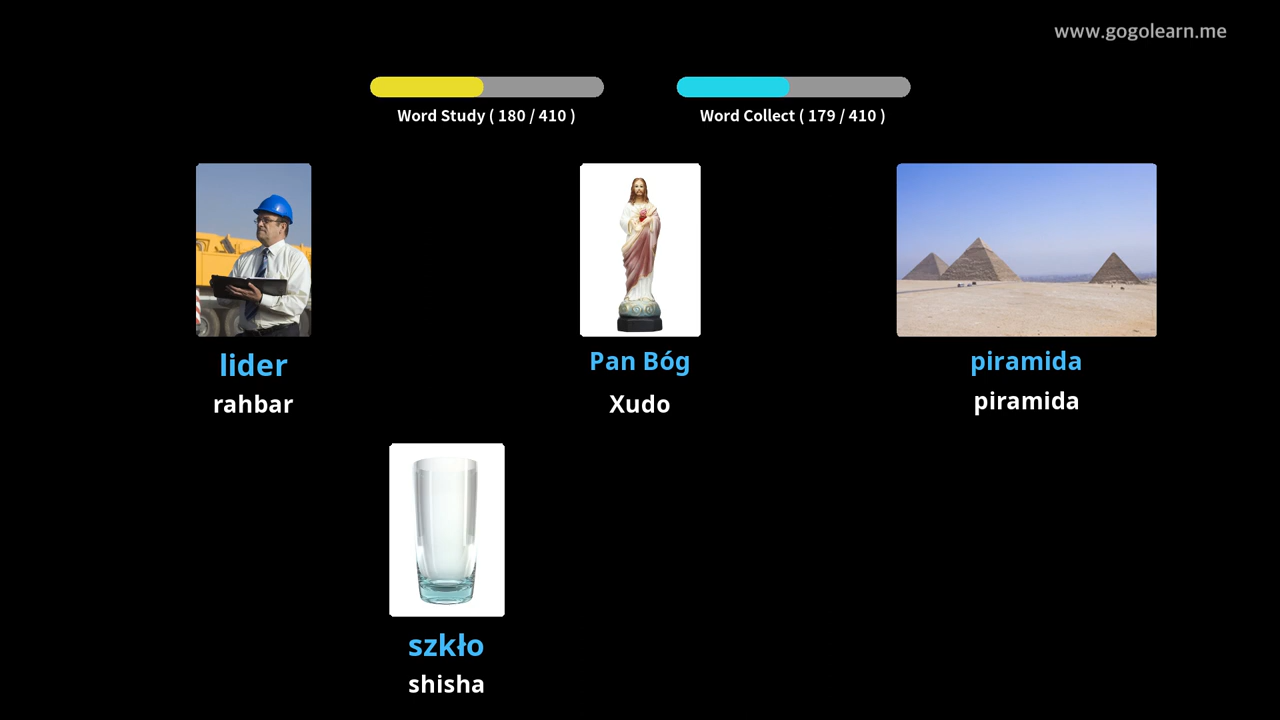 www.gogolearn.me
Word Study ( 180 / 410 )
Word Collect ( 179 / 410 )
lider
rahbar
Pan Bóg
Xudo
piramida
piramida
szkło
shisha